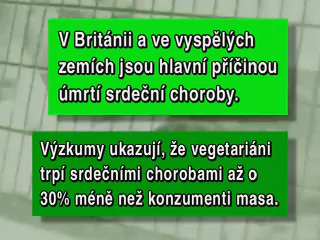 V Británii a ve vyspělých
zemích jsou hlavní příčinou
úmrtí srdeční choroby.
Výzkumy ukazují, že vegetariáni
trpí srdečními chorobami až o
30% méně než konzumenti masa.